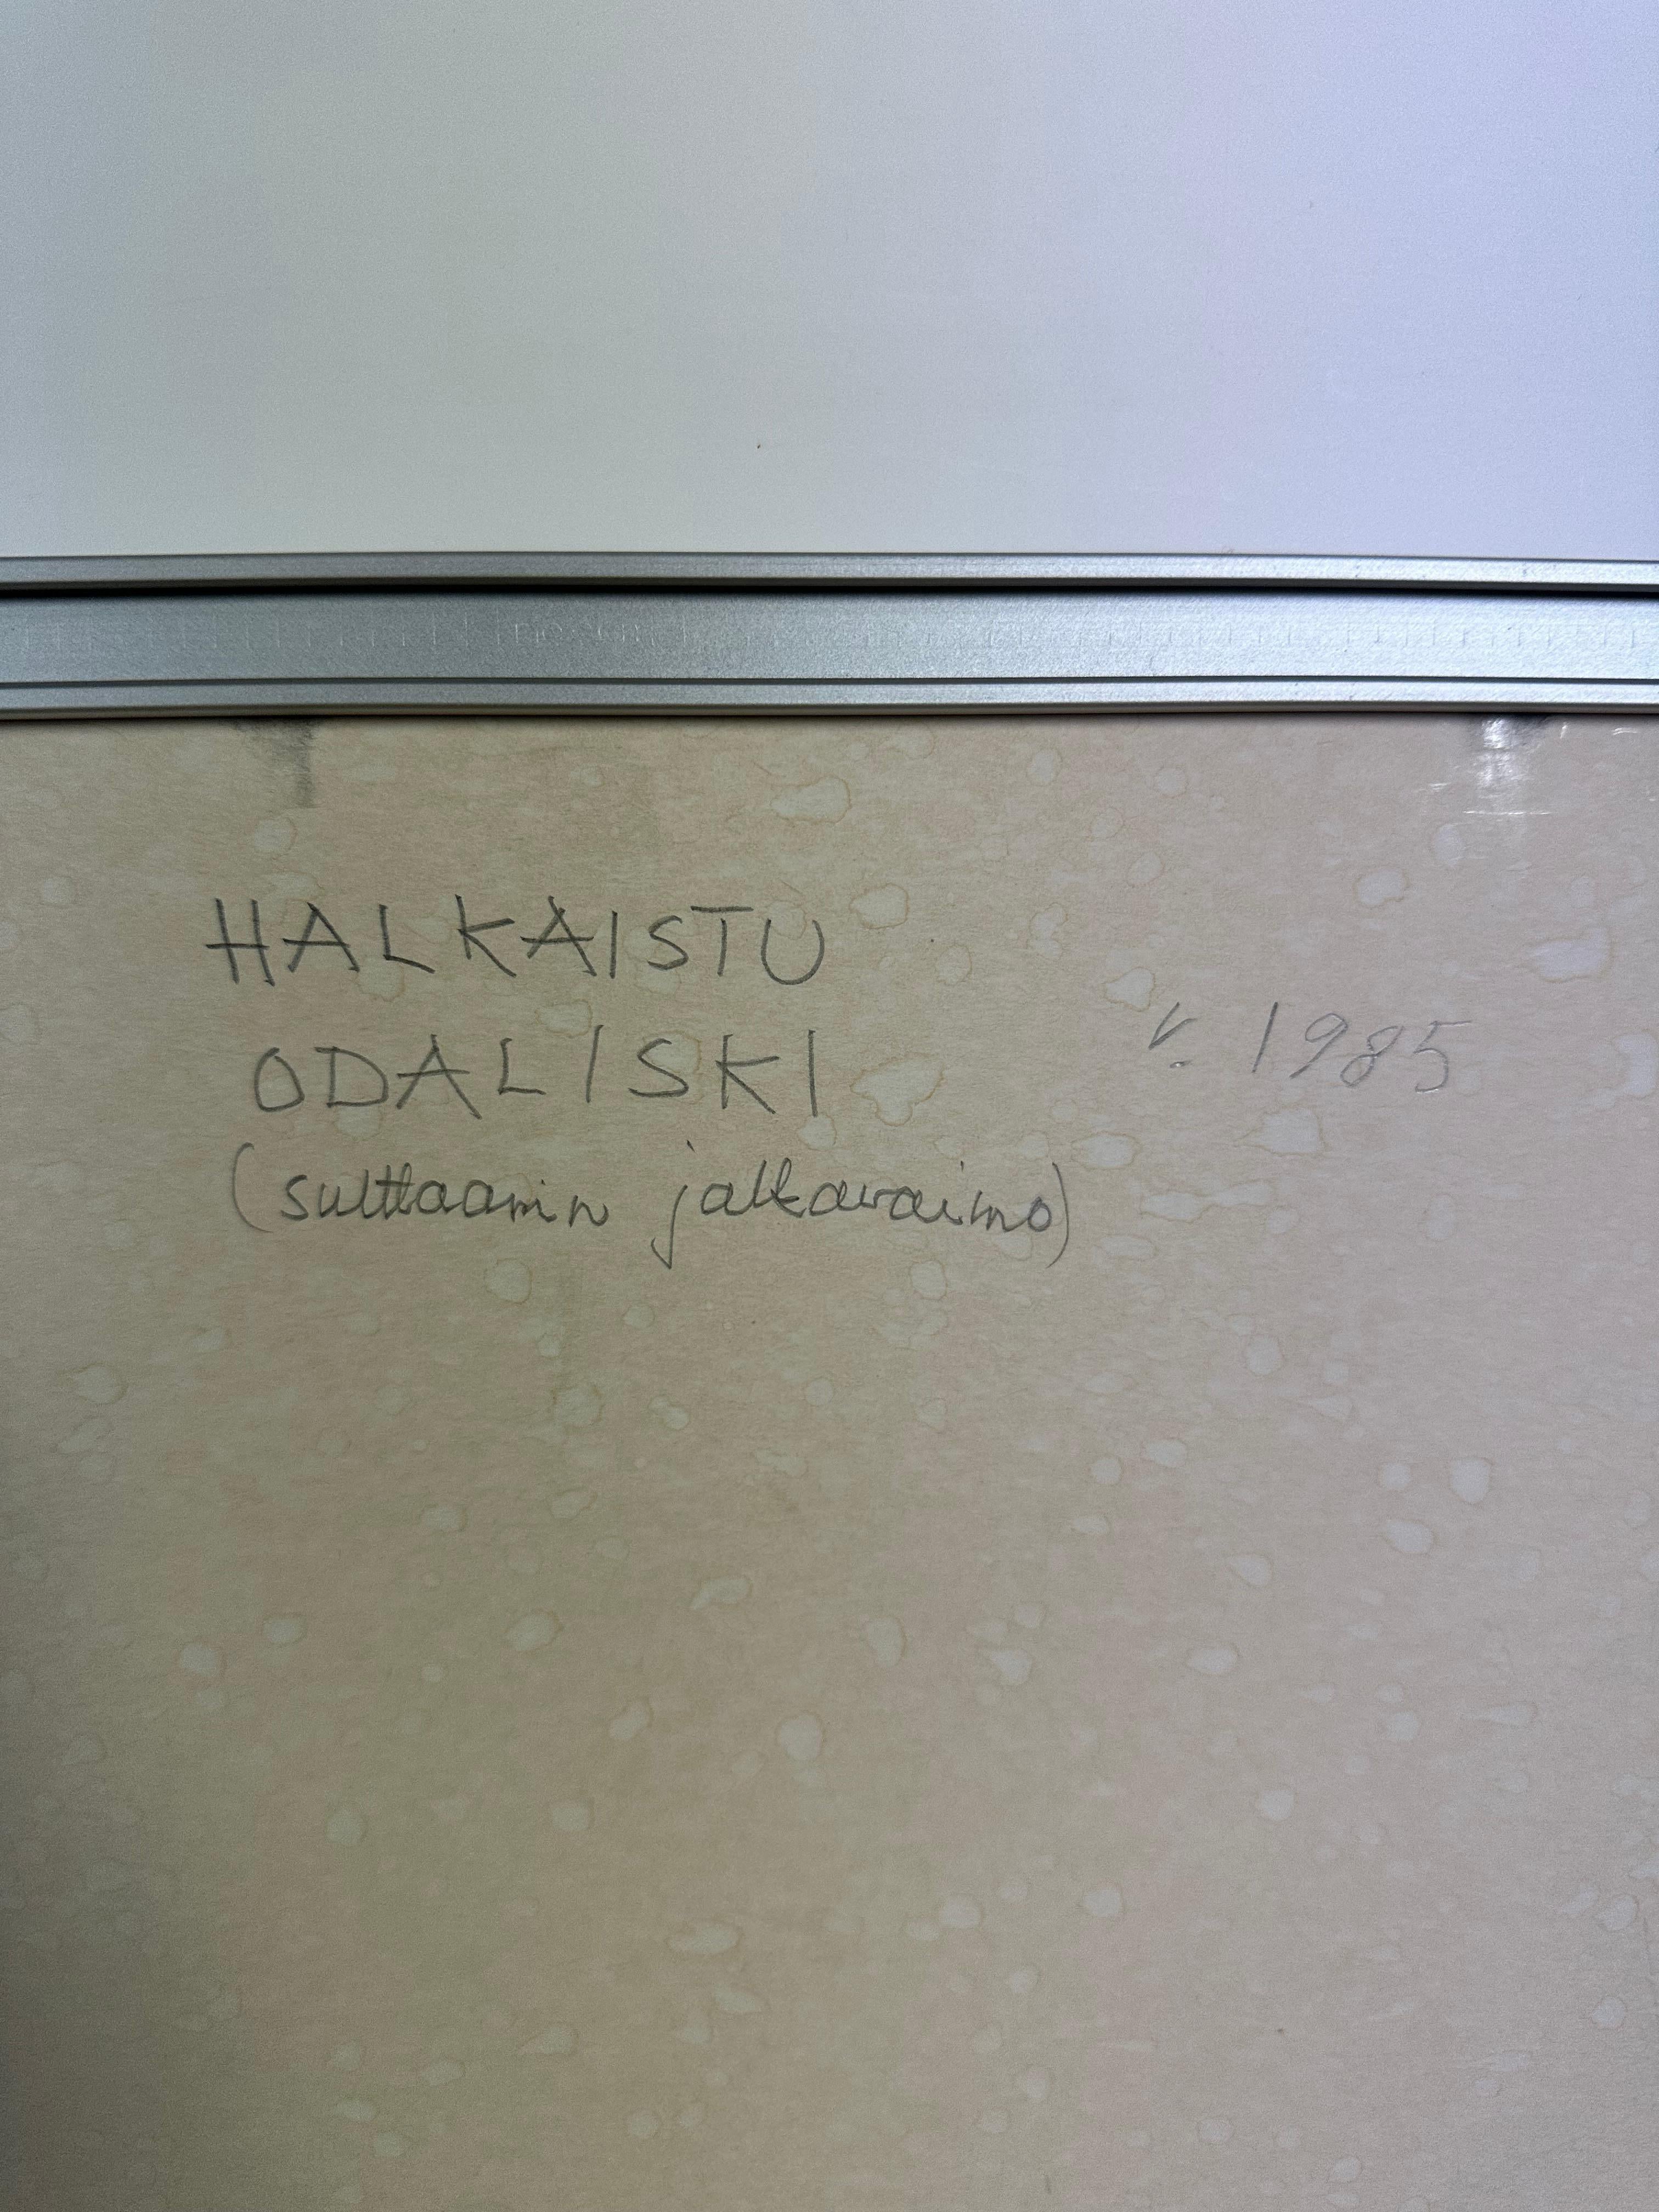 HALKAISTU
ODALISKI
v. 1985
(sulttaanin jalkavaimo)